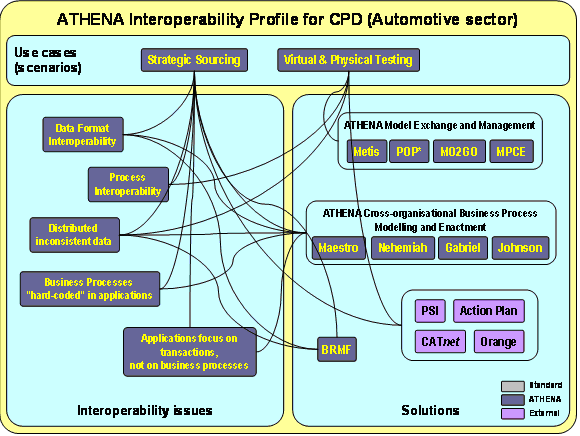 ATHENA Interoperability Profile for CPD (Automotive sector)
Use cases
(scenarios)
Strategic Sourcing
Virtual & Physical Testing
Data Format
Interoperability
Process
Interoperability
Distributed
inconsistent data
Business Processes
"hard-coded" in applications
Applications focus on
transactions,
not on business processes
Interoperability issues
ATHENA Model Exchange and Management
Metis
POP*
MO2GO
MPCE
ATHENA Cross-organisational Business Process
Modelling and Enactment
Maestro
Nehemiah
Gabriel
Johnson
PSI
Action Plan
CATnet
Orange
BRMF
Solutions
Standard
ATHENA
External